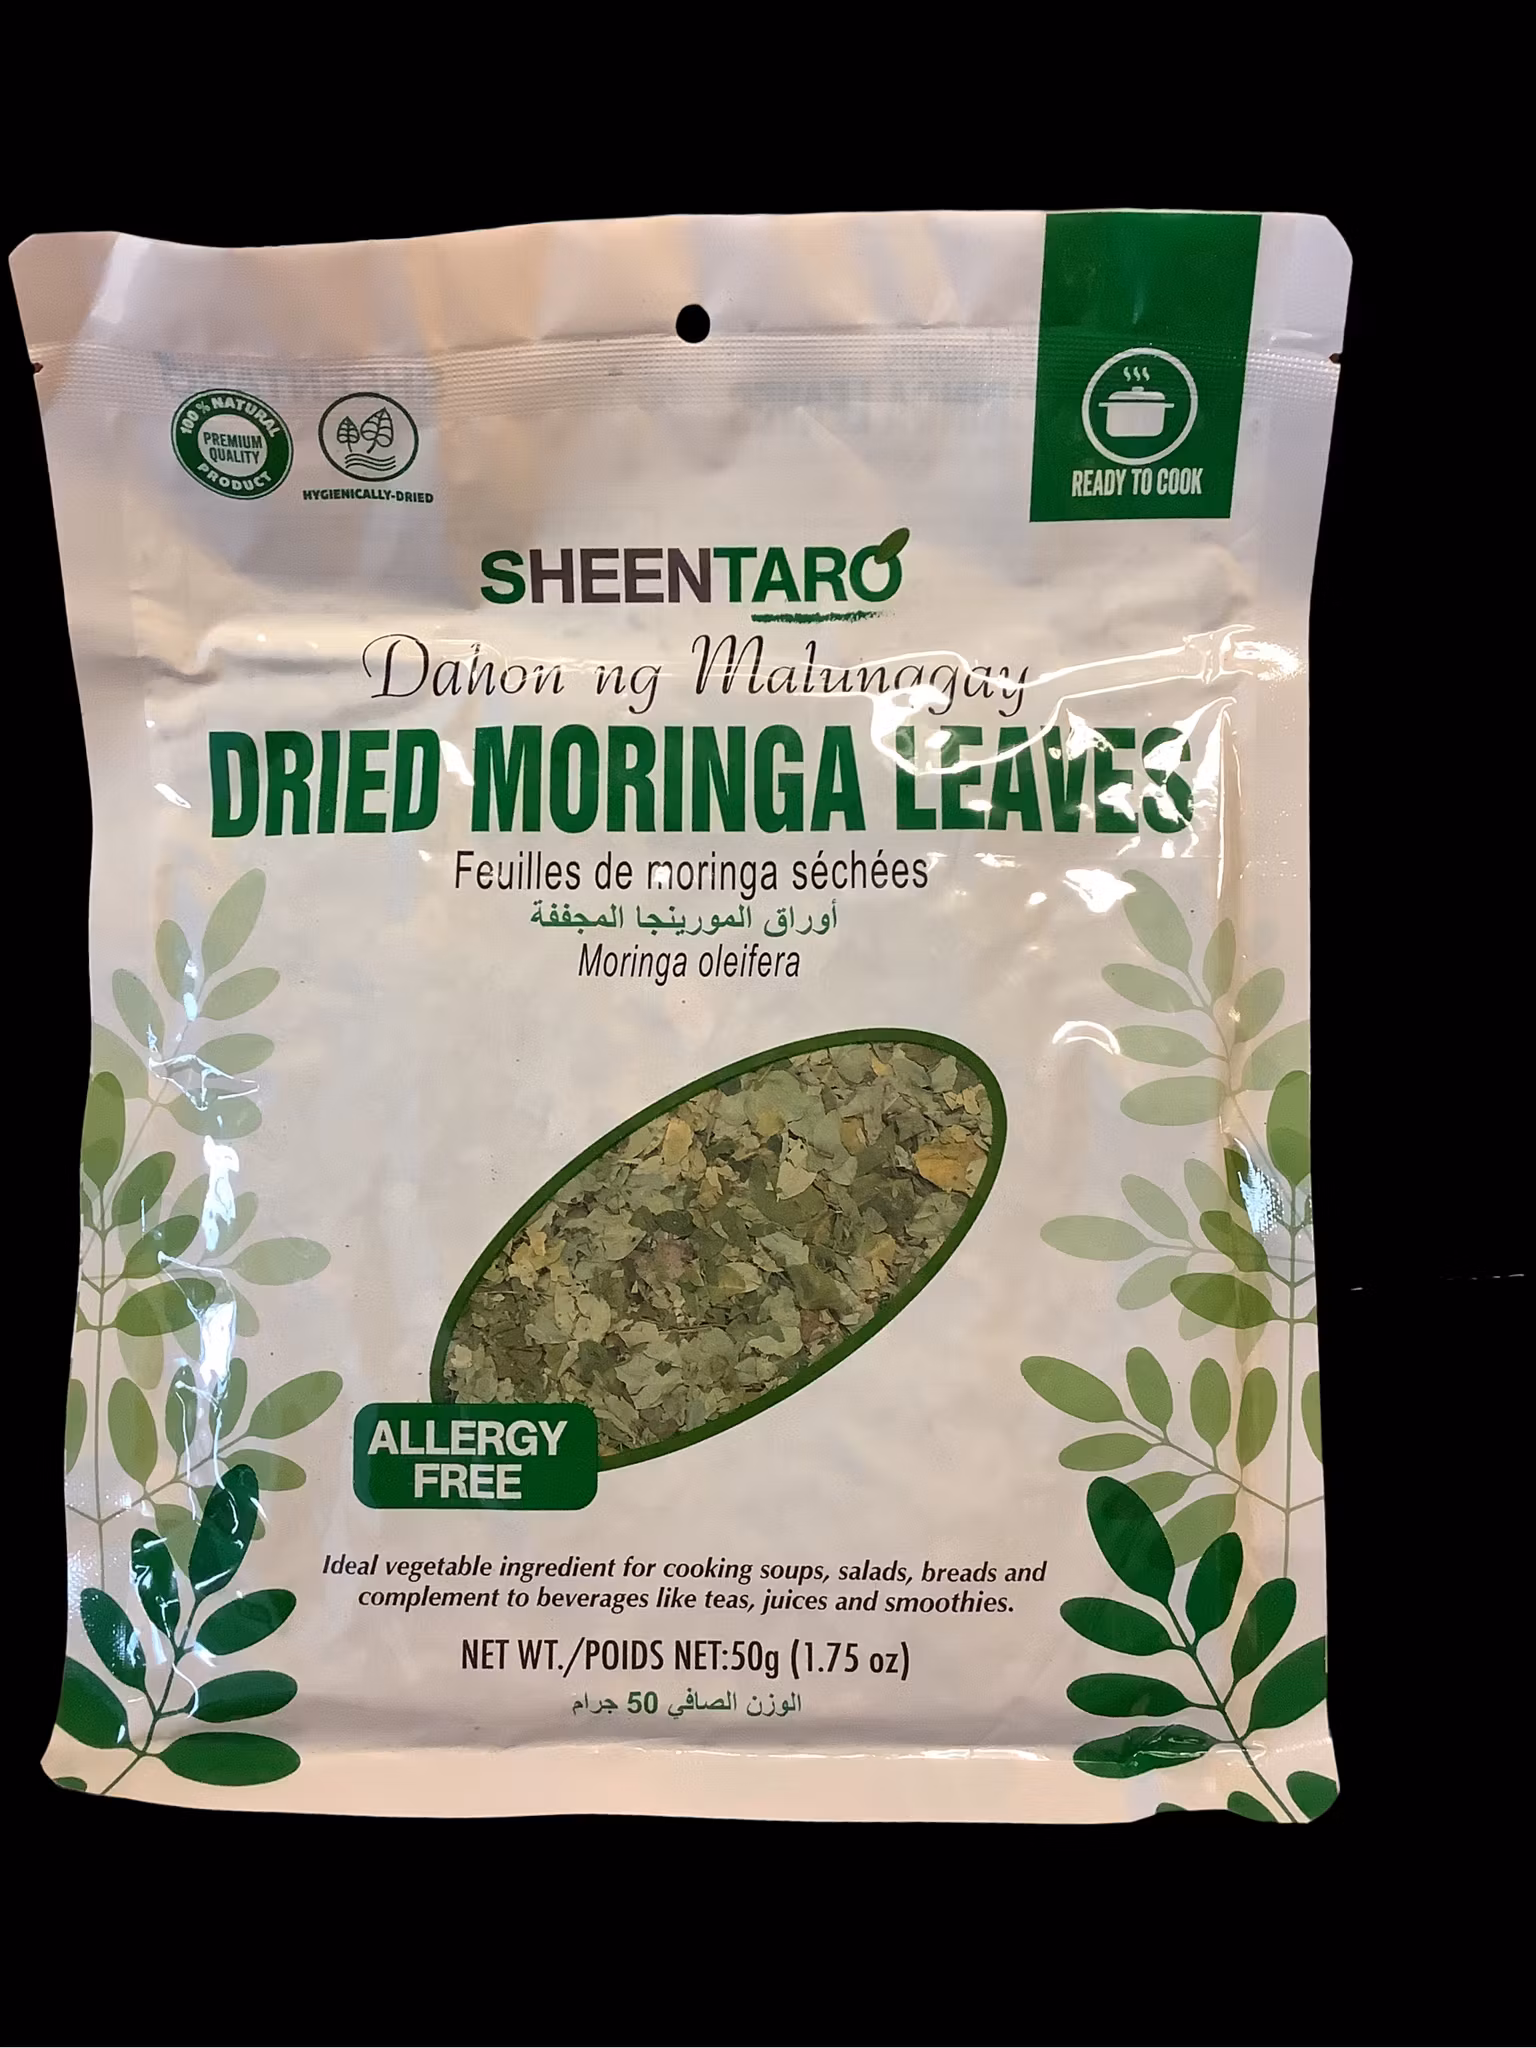 100% NATURAL
PREMIUM
QUALITY
PRODUCT
HYGIENICALLY-DRIED
READY TO COOK
SHEENTARO
Dahon ng Malunggay
DRIED MORINGA LEAVES
Feuilles de moringa séchées
أوراق المورينجا المجففة
Moringa oleifera
ALLERGY
FREE
Ideal vegetable ingredient for cooking soups, salads, breads and
complement to beverages like teas, juices and smoothies.
NET WT./POIDS NET:50g (1.75 oz)
الوزن الصافي 50 جرام